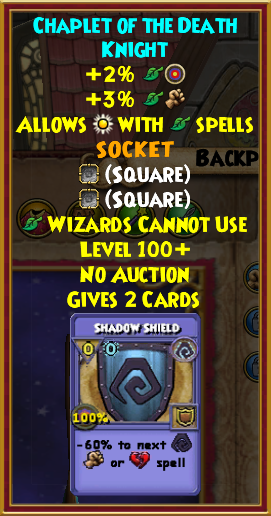 Chaplet of the Death
Knight
+2%
+3%
Allows with spells
SOCKET
(Square)
(Square)
Wizards Cannot Use
Level 100+
No Auction
Gives 2 Cards
SHADOW SHIELD
0 0
100%
-60% to next
or spell
Backp